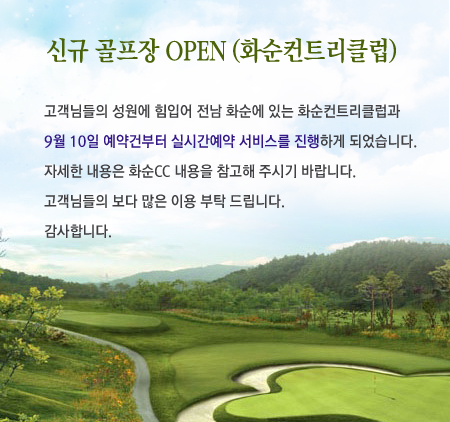 신규 골프장 OPEN (화순컨트리클럽)
고객님들의 성원에 힘입어 전남 화순에 있는 화순컨트리클럽과
9월 10일 예약건부터 실시간예약 서비스를 진행하게 되었습니다.
자세한 내용은 화순CC 내용을 참고해 주시기 바랍니다.
고객님들의 보다 많은 이용 부탁 드립니다.
감사합니다.